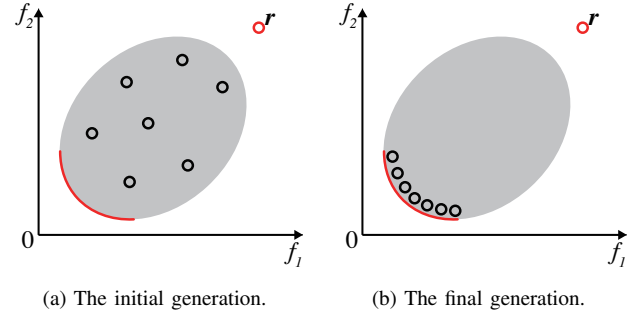 f2 r f2 r
0 f1 0 f1
(a) The initial generation. (b) The final generation.